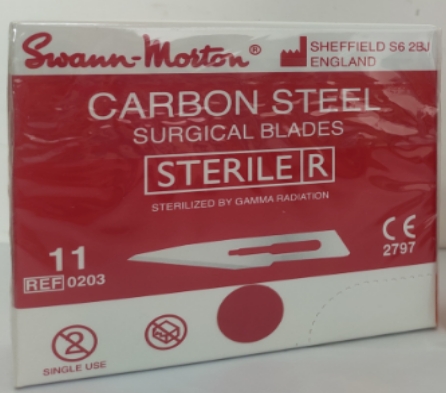 Swann-Morton®
SHEFFIELD S6 2BJ
ENGLAND
CARBON STEEL
SURGICAL BLADES
STERILE R
STERILIZED BY GAMMA RADIATION
11
REF 0203
CE
2797
2
SINGLE USE